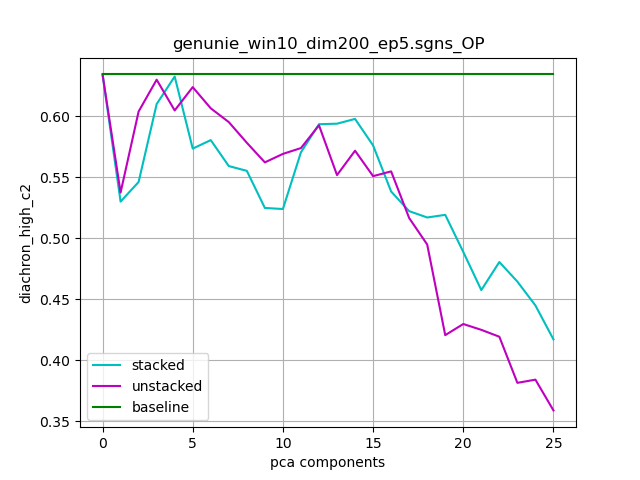 genunie_win10_dim200_ep5.sgns_OP
diachron_high_c2
0.60
0.55
0.50
0.45
0.40
0.35
stacked
unstacked
baseline
0 5 10 15 20 25
pca components